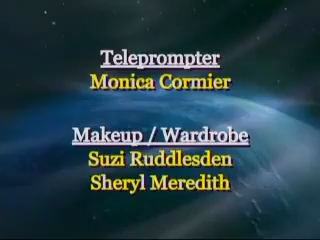 Teleprompter
Monica Cormier
Makeup / Wardrobe
Suzi Ruddlesden
Sheryl Meredith